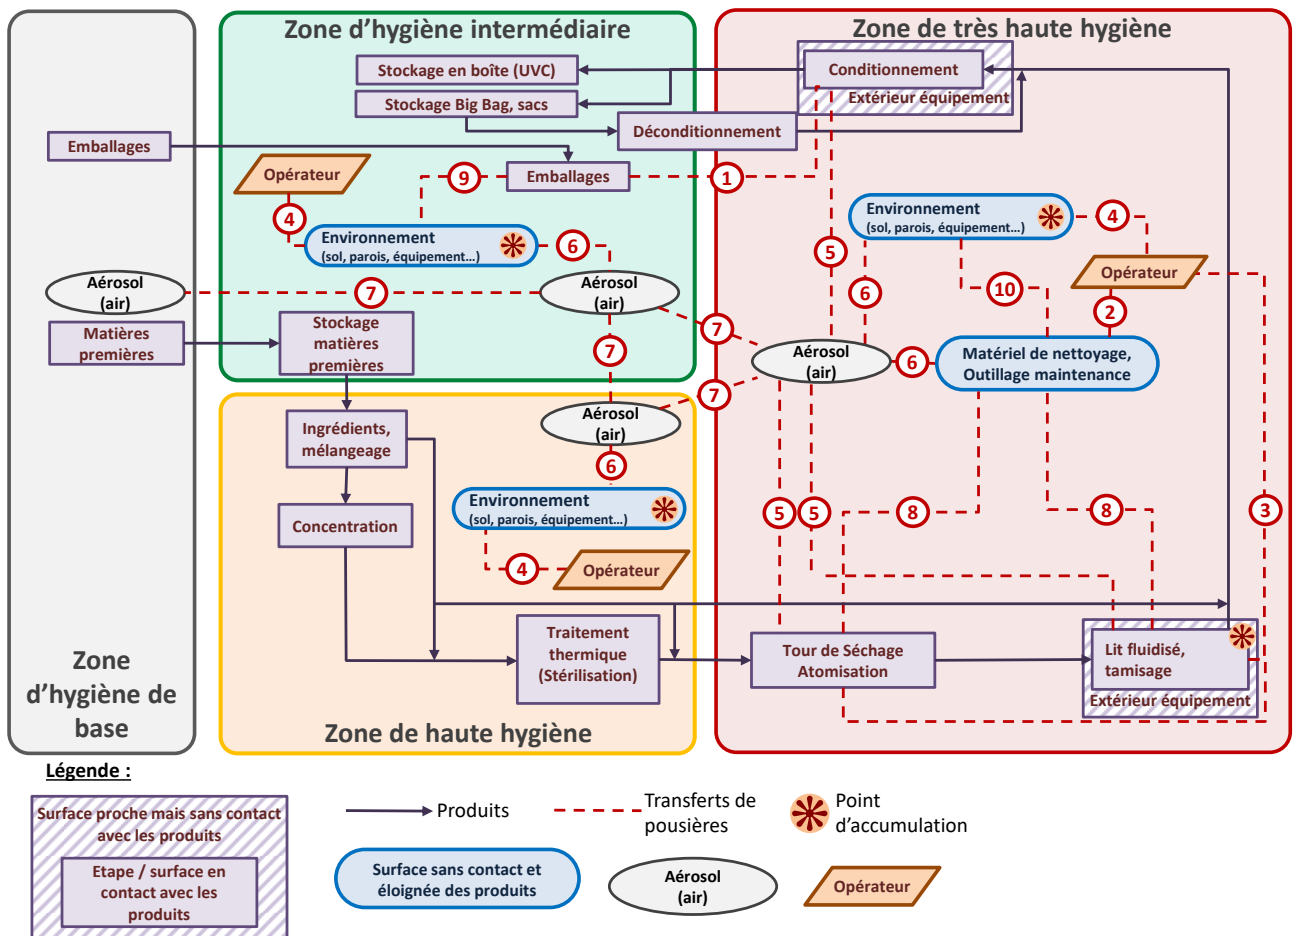 Zone d’hygiène intermédiaire
Zone de très haute hygiène
Stockage en boîte (UVC)
Conditionnement
Stockage Big Bag, sacs
Extérieur équipement
Déconditionnement
Emballages
Opérateur
9
Emballages
1
4
Environnement
(sol, parois, équipement…)
6
5
Environnement
(sol, parois, équipement…)
4
Aérosol
(air)
7
Aérosol
(air)
6
10
Opérateur
2
Matières
premières
Stockage
matières
premières
7
7
Aérosol
(air)
6
Matériel de nettoyage,
Outillage maintenance
7
Aérosol
(air)
Ingrédients,
mélangeage
6
Environnement
(sol, parois, équipement…)
Concentration
5
5
8
8
3
4
Opérateur
Traitement
thermique
(Stérilisation)
Tour de Séchage
Atomisation
Lit fluidisé,
tamisage
Extérieur équipement
Zone
d’hygiène de
base
Zone de haute hygiène
Légende :
Surface proche mais sans contact
avec les produits
Etape / surface en
contact avec les
produits
Produits
Transferts de
pousières
Point
d’accumulation
Surface sans contact et
éloignée des produits
Aérosol
(air)
Opérateur